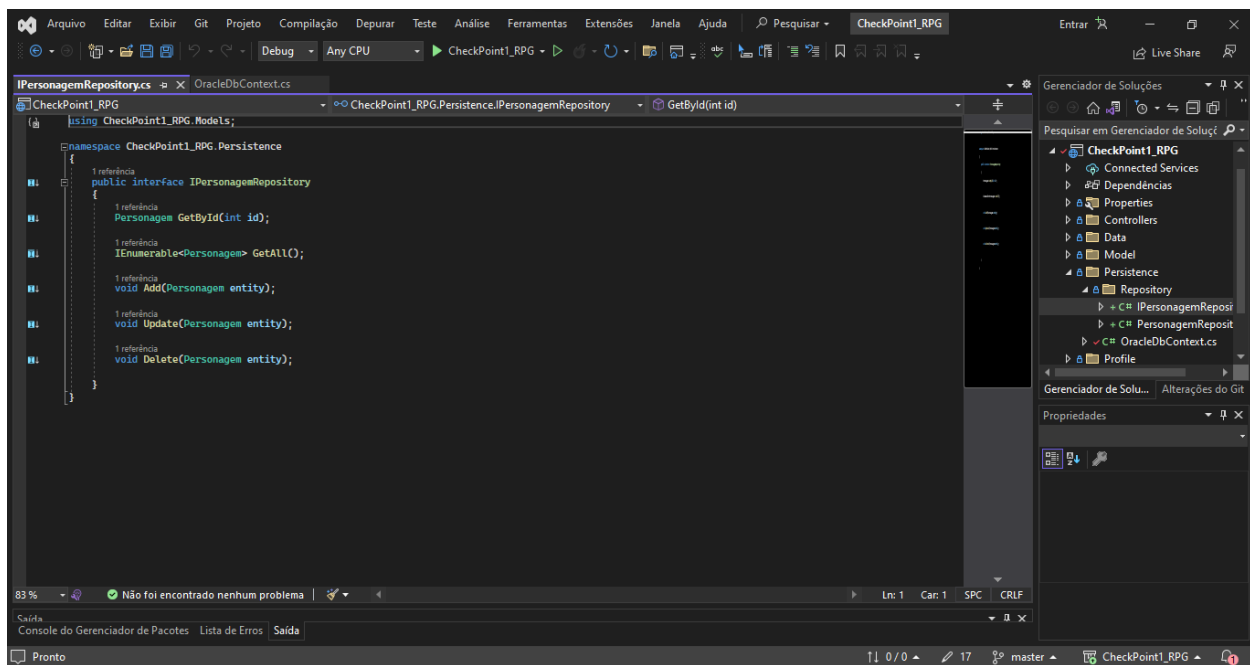 Arquivo Editar Exibir Git Projeto Compilação Depurar Teste Análise Ferramentas Extensões Janela Ajuda Pesquisar CheckPoint1_RPG Entrar
Debug Any CPU CheckPoint1_RPG Live Share
IPersonagemRepository.cs OracleDbContext.cs
CheckPoint1_RPG CheckPoint1_RPG.Persistence.IPersonagemRepository GetById(int id)
using CheckPoint1_RPG.Models;
namespace CheckPoint1_RPG.Persistence
{
1 referência
public interface IPersonagemRepository
{
1 referência
Personagem GetById(int id);
1 referência
IEnumerable<Personagem> GetAll();
1 referência
void Add(Personagem entity);
1 referência
void Update(Personagem entity);
1 referência
void Delete(Personagem entity);
}
}
83 % Não foi encontrado nenhum problema Ln: 1 Car: 1 SPC CRLF
Saída
Console do Gerenciador de Pacotes Lista de Erros Saída
Gerenciador de Soluções
Pesquisar em Gerenciador de Soluçõ
CheckPoint1_RPG
Connected Services
Dependências
Properties
Controllers
Data
Model
Persistence
Repository
C# IPersonagemReposit
C# PersonagemReposit
C# OracleDbContext.cs
Profile
Gerenciador de Solu... Alterações do Git
Propriedades
Pronto 0/0 17 master CheckPoint1_RPG 1